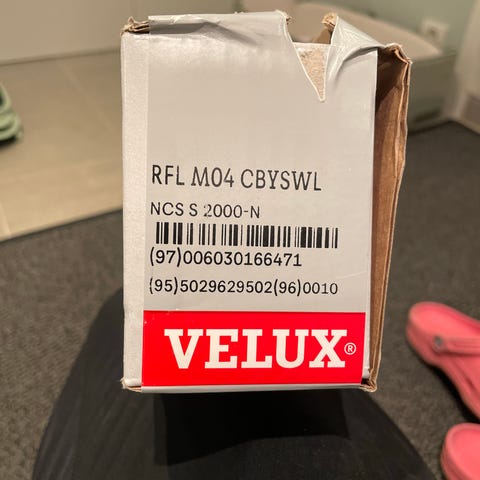 RFL M04 CBYSWL
NCS S 2000-N
(97)006030166471
(95)5029629502(96)0010
VELUX®